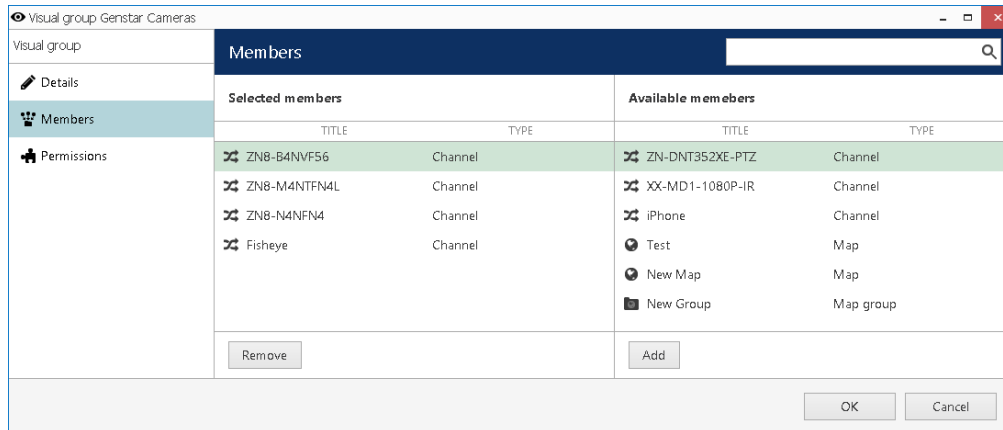 Visual group Genstar Cameras
Visual group
Details
Members
Permissions
Members
Selected members
TITLE TYPE
ZN8-B4NVF56 Channel
ZN8-M4NTFN4L Channel
ZN8-N4NFN4 Channel
Fisheye Channel
Remove
Available memebers
TITLE TYPE
ZN-DNT352XE-PTZ Channel
XX-MD1-1080P-IR Channel
iPhone Channel
Test Map
New Map Map
New Group Map group
Add
OK Cancel